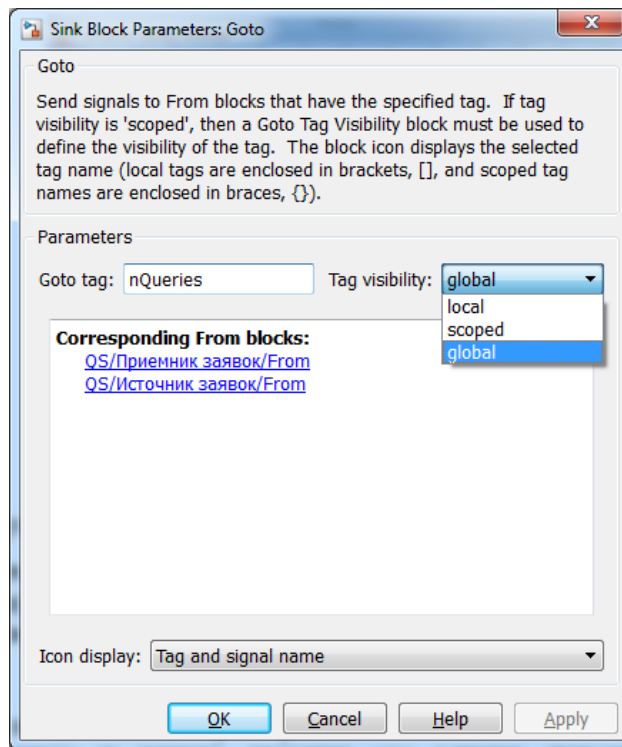 Sink Block Parameters: Goto
Goto
Send signals to From blocks that have the specified tag. If tag
visibility is 'scoped', then a Goto Tag Visibility block must be used to
define the visibility of the tag. The block icon displays the selected
tag name (local tags are enclosed in brackets, [], and scoped tag
names are enclosed in braces, {}).
Parameters
Goto tag: nQueries Tag visibility: global
local
scoped
global
Corresponding From blocks:
QS/Приемник заявок/From
QS/Источник заявок/From
Icon display: Tag and signal name
OK Cancel Help Apply